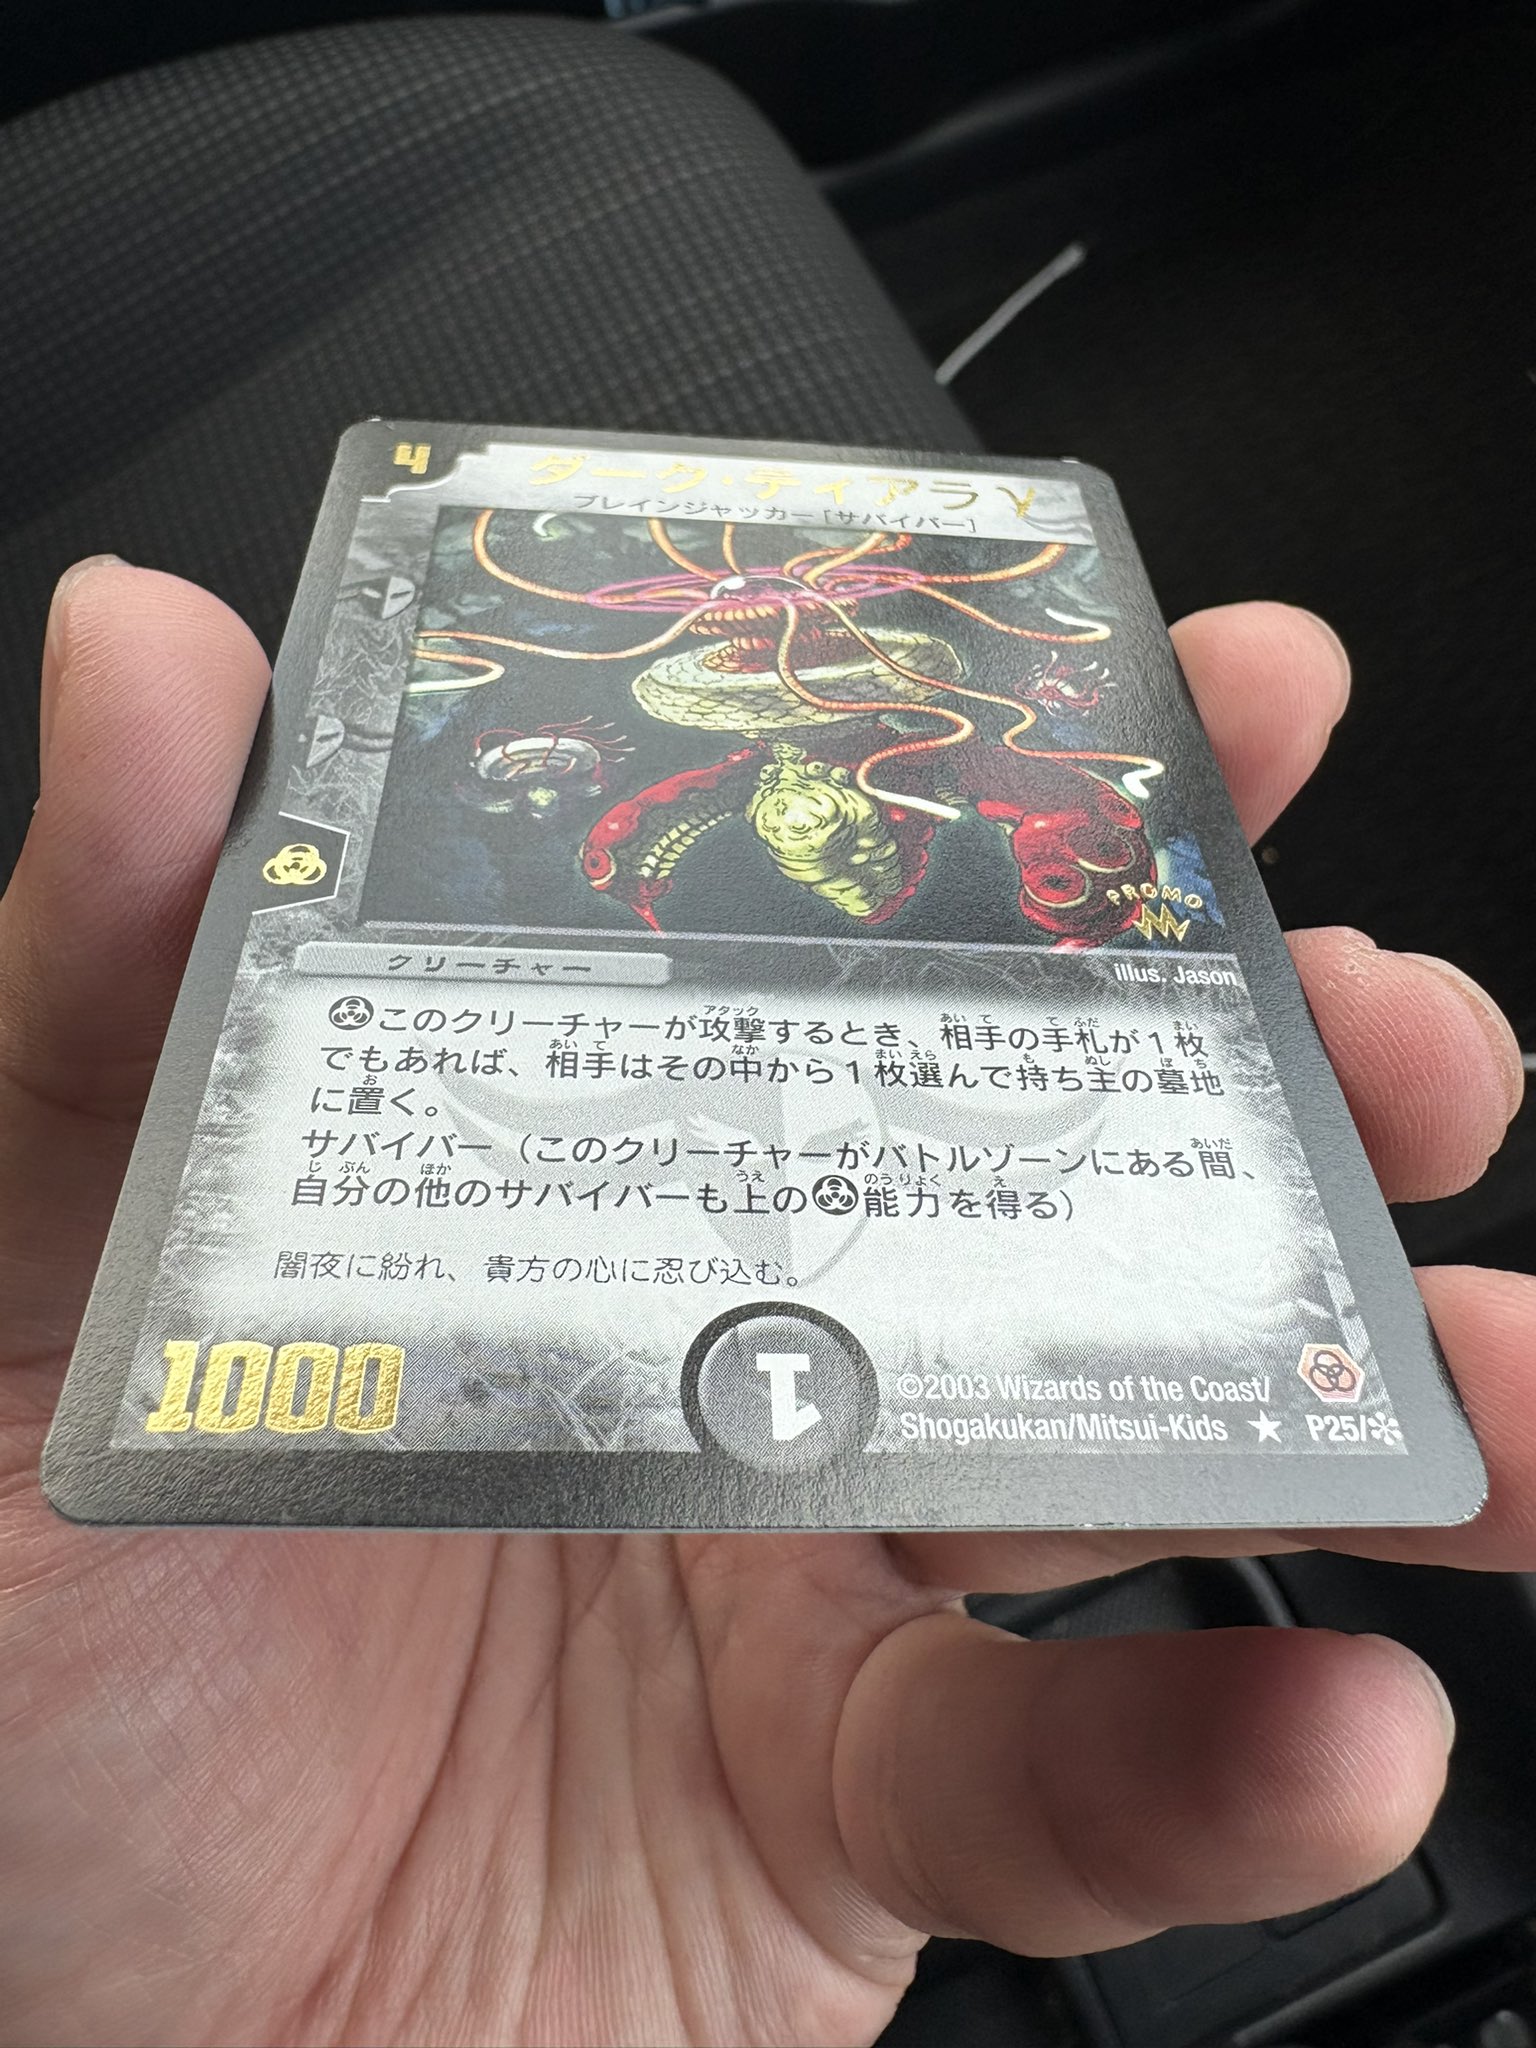 4
ダーク・ティアラ γ
ブレインジャッカー [サバイバー]
PROMO
クリーチャー
illus. Jason
このクリーチャーが攻撃するとき、相手の手札が1枚
でもあれば、相手はその中から1枚選んで持ち主の墓地
に置く。
サバイバー(このクリーチャーがバトルゾーンにある間、
自分の他のサバイバーも上の能力を得る)
闇夜に紛れ、貴方の心に忍び込む。
1000
1
©2003 Wizards of the Coast/
Shogakukan/Mitsui-Kids ★ P25/✼